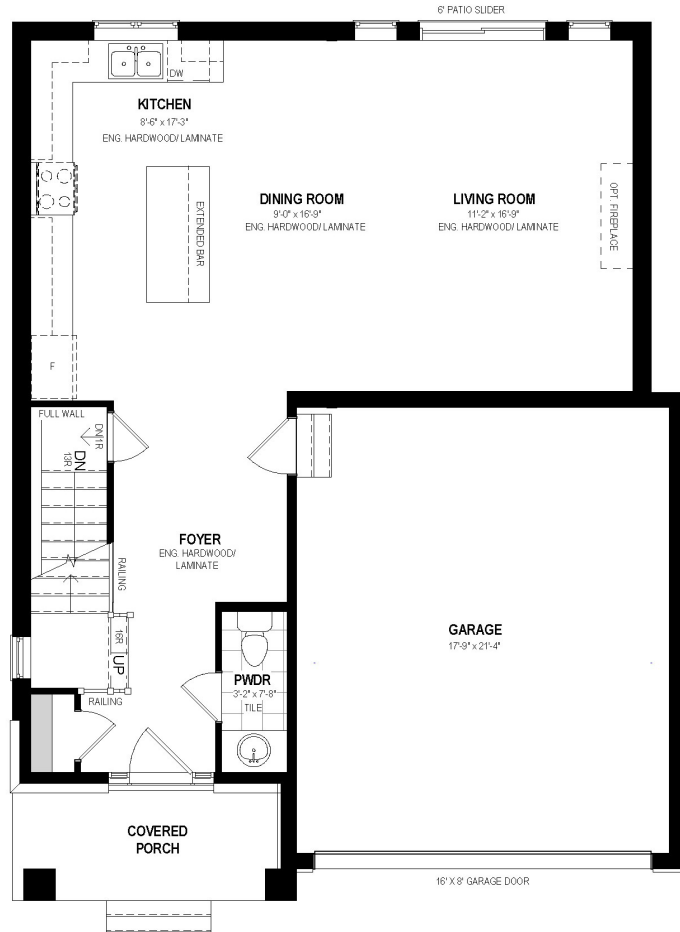 6' PATIO SLIDER
DW
KITCHEN
8'-6" x 17'-3"
ENG. HARDWOOD/ LAMINATE
EXTENDED BAR
DINING ROOM
9'-0" x 16'-9"
ENG. HARDWOOD/ LAMINATE
LIVING ROOM
11'-2" x 16'-9"
ENG. HARDWOOD/ LAMINATE
OPT. FIREPLACE
F
FULL WALL
DN 1R
DN
13R
FOYER
ENG. HARDWOOD/
LAMINATE
RAILING
16R
UP
RAILING
PWDR
3'-2" x 7'-8"
TILE
GARAGE
17'-9" x 21'-4"
COVERED
PORCH
16' X 8' GARAGE DOOR